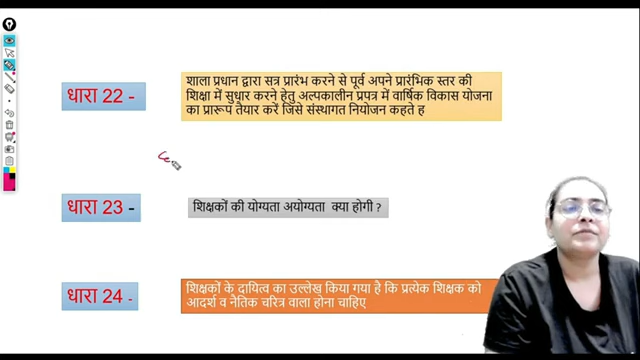 धारा 22 -
शाला प्रधान द्वारा सत्र प्रारंभ करने से पूर्व अपने प्रारंभिक स्तर की
शिक्षा में सुधार करने हेतु अल्पकालीन प्रपत्र में वार्षिक विकास योजना
का प्रारूप तैयार करें जिसे संस्थागत नियोजन कहते ह
धारा 23 -
शिक्षकों की योग्यता अयोग्यता क्या होगी ?
धारा 24 -
शिक्षकों के दायित्व का उल्लेख किया गया है कि प्रत्येक शिक्षक को
आदर्श व नैतिक चरित्र वाला होना चाहिए